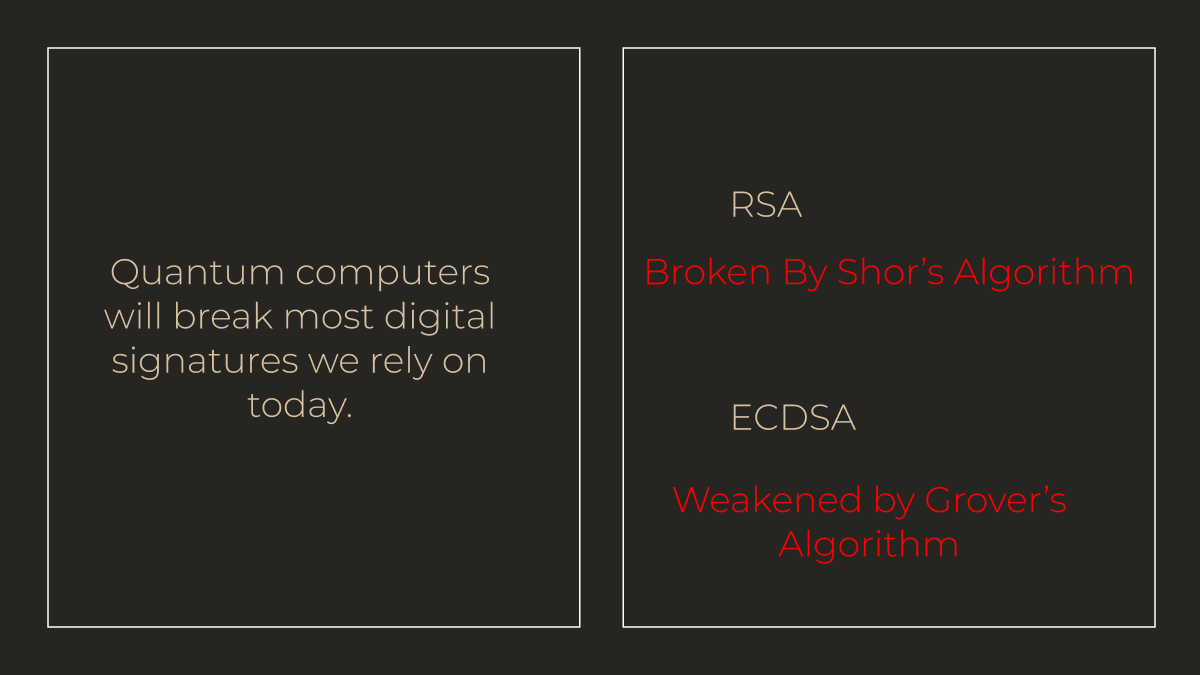 Quantum computers
will break most digital
signatures we rely on
today.
RSA
Broken By Shor’s Algorithm
ECDSA
Weakened by Grover’s
Algorithm